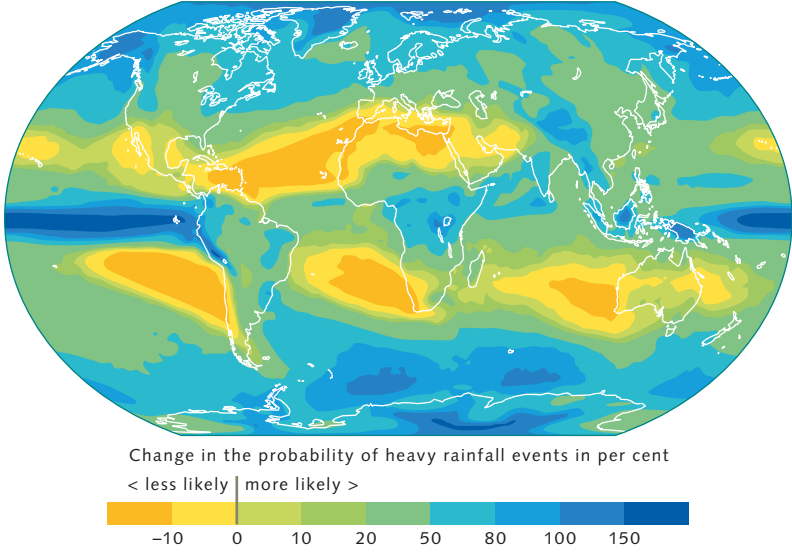 Change in the probability of heavy rainfall events in per cent
< less likely more likely >
–10 0 10 20 50 80 100 150